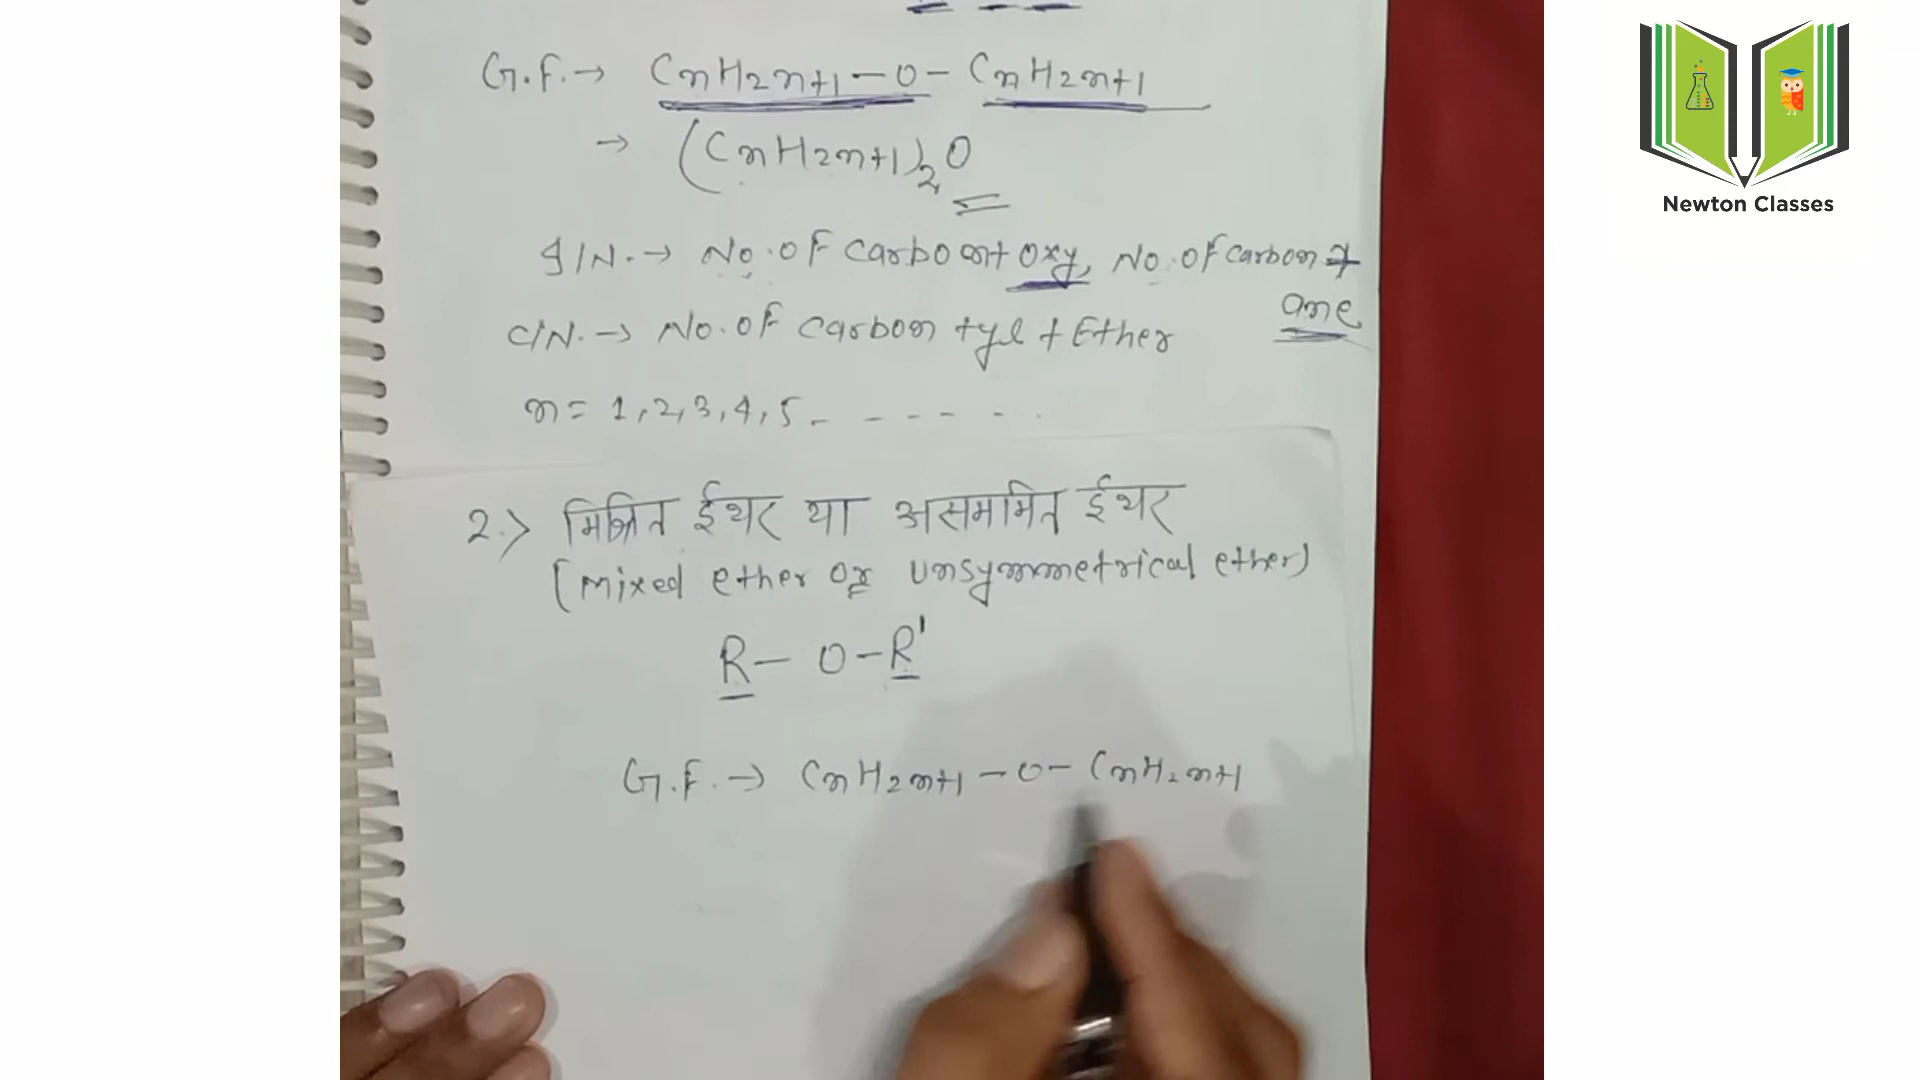 G.F.→ CnH2n+1 – O – CnH2n+1
→ (CnH2n+1)2O
I/N.→ No. of carbon + oxy, No. of carbon +
ane
C/N.→ No. of carbon + yl + Ether
n = 1, 2, 3, 4, 5 - - - - - -
2.> मिश्रित ईथर या असममित ईथर
(Mixed ether or unsymmetrical ether)
R – O – R'
G.F.→ CnH2n+1 – O – CnH2n+1
Newton Classes